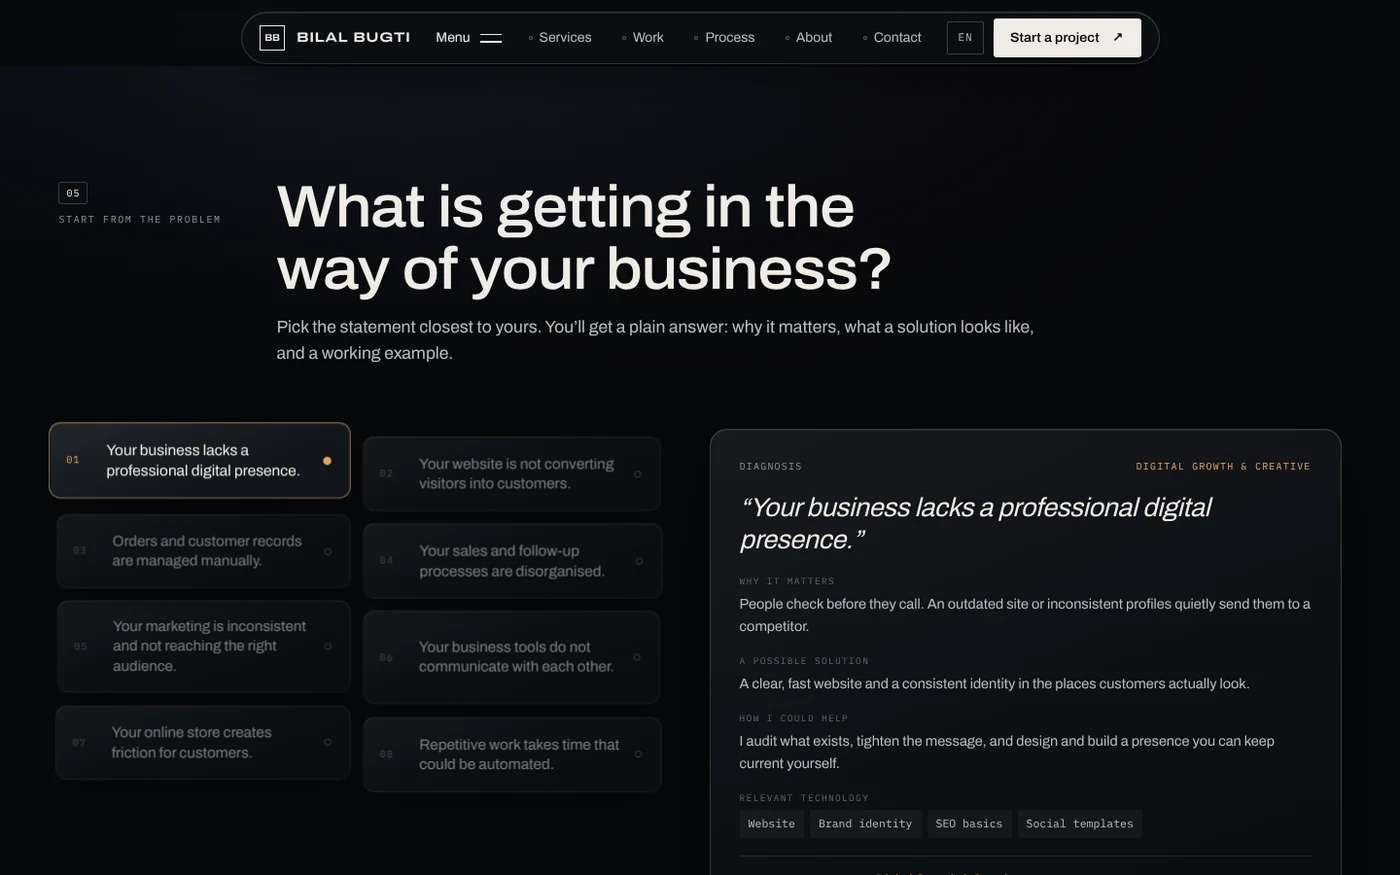 BB BILAL BUGTI Menu Services Work Process About Contact EN Start a project ↗
05
START FROM THE PROBLEM
What is getting in the
way of your business?
Pick the statement closest to yours. You’ll get a plain answer: why it matters, what a solution looks like,
and a working example.
01
Your business lacks a
professional digital presence.
02
Your website is not converting
visitors into customers.
03
Orders and customer records
are managed manually.
04
Your sales and follow-up
processes are disorganised.
05
Your marketing is inconsistent
and not reaching the right
audience.
06
Your business tools do not
communicate with each other.
07
Your online store creates
friction for customers.
08
Repetitive work takes time that
could be automated.
DIAGNOSIS
DIGITAL GROWTH & CREATIVE
“Your business lacks a professional digital
presence.”
WHY IT MATTERS
People check before they call. An outdated site or inconsistent profiles quietly send them to a
competitor.
A POSSIBLE SOLUTION
A clear, fast website and a consistent identity in the places customers actually look.
HOW I COULD HELP
I audit what exists, tighten the message, and design and build a presence you can keep
current yourself.
RELEVANT TECHNOLOGY
Website Brand identity SEO basics Social templates